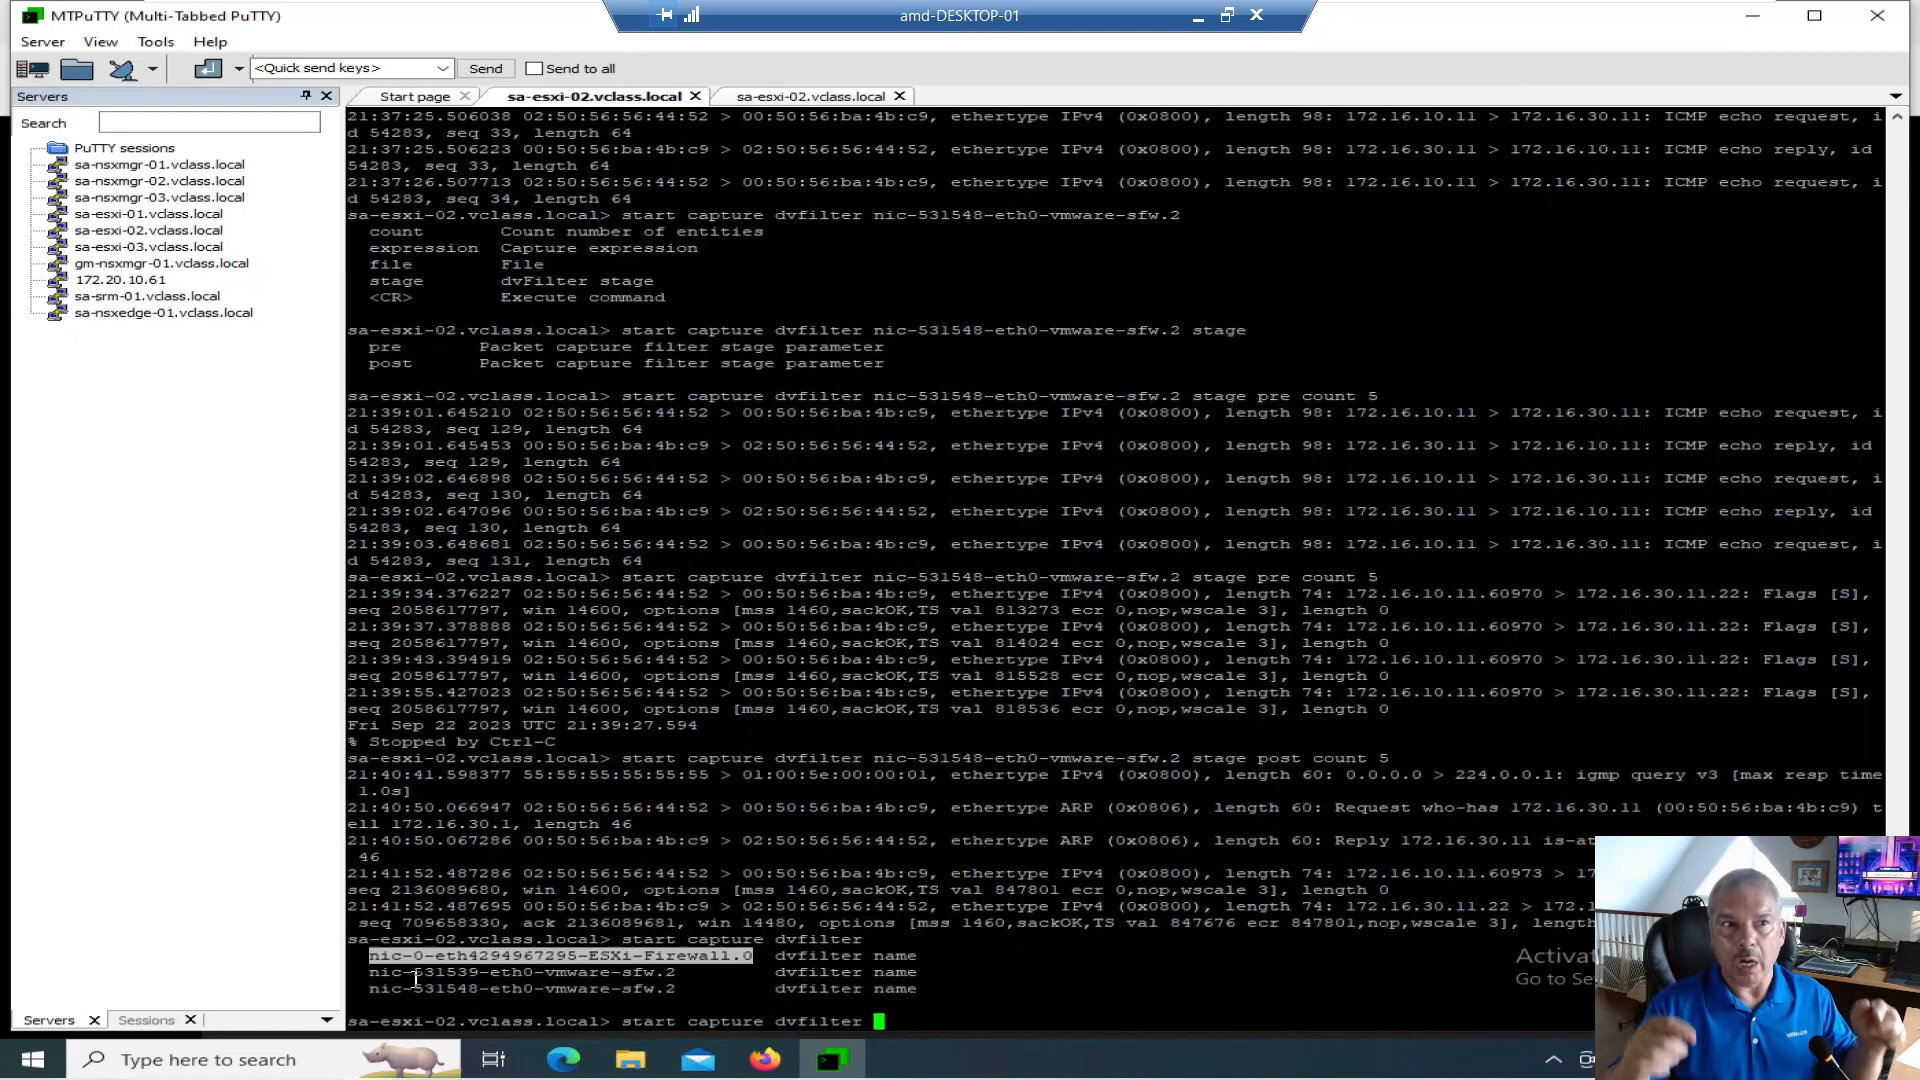 MTPuTTY (Multi-Tabbed PuTTY)
amd-DESKTOP-01
Server View Tools Help
<Quick send keys> Send Send to all
Servers
Start page sa-esxi-02.vclass.local sa-esxi-02.vclass.local
Search
PuTTY sessions
sa-nsxmgr-01.vclass.local
sa-nsxmgr-02.vclass.local
sa-nsxmgr-03.vclass.local
sa-esxi-01.vclass.local
sa-esxi-02.vclass.local
sa-esxi-03.vclass.local
gm-nsxmgr-01.vclass.local
172.20.10.61
sa-srm-01.vclass.local
sa-nsxedge-01.vclass.local
21:37:25.506038 02:50:56:56:44:52 > 00:50:56:ba:4b:c9, ethertype IPv4 (0x0800), length 98: 172.16.10.11 > 172.16.30.11: ICMP echo request, i
d 54283, seq 33, length 64
21:37:25.506223 00:50:56:ba:4b:c9 > 02:50:56:56:44:52, ethertype IPv4 (0x0800), length 98: 172.16.30.11 > 172.16.10.11: ICMP echo reply, id
54283, seq 33, length 64
21:37:26.507713 02:50:56:56:44:52 > 00:50:56:ba:4b:c9, ethertype IPv4 (0x0800), length 98: 172.16.10.11 > 172.16.30.11: ICMP echo request, i
d 54283, seq 34, length 64
sa-esxi-02.vclass.local> start capture dvfilter nic-531548-eth0-vmware-sfw.2
count Count number of entities
expression Capture expression
file File
stage dvFilter stage
<CR> Execute command
sa-esxi-02.vclass.local> start capture dvfilter nic-531548-eth0-vmware-sfw.2 stage
pre Packet capture filter stage parameter
post Packet capture filter stage parameter
sa-esxi-02.vclass.local> start capture dvfilter nic-531548-eth0-vmware-sfw.2 stage pre count 5
21:39:01.645210 02:50:56:56:44:52 > 00:50:56:ba:4b:c9, ethertype IPv4 (0x0800), length 98: 172.16.10.11 > 172.16.30.11: ICMP echo request, i
d 54283, seq 129, length 64
21:39:01.645453 00:50:56:ba:4b:c9 > 02:50:56:56:44:52, ethertype IPv4 (0x0800), length 98: 172.16.30.11 > 172.16.10.11: ICMP echo reply, id
54283, seq 129, length 64
21:39:02.646898 02:50:56:56:44:52 > 00:50:56:ba:4b:c9, ethertype IPv4 (0x0800), length 98: 172.16.10.11 > 172.16.30.11: ICMP echo request, i
d 54283, seq 130, length 64
21:39:02.647096 00:50:56:ba:4b:c9 > 02:50:56:56:44:52, ethertype IPv4 (0x0800), length 98: 172.16.30.11 > 172.16.10.11: ICMP echo reply, id
54283, seq 130, length 64
21:39:03.648681 02:50:56:56:44:52 > 00:50:56:ba:4b:c9, ethertype IPv4 (0x0800), length 98: 172.16.10.11 > 172.16.30.11: ICMP echo request, i
d 54283, seq 131, length 64
sa-esxi-02.vclass.local> start capture dvfilter nic-531548-eth0-vmware-sfw.2 stage pre count 5
21:39:34.376227 02:50:56:56:44:52 > 00:50:56:ba:4b:c9, ethertype IPv4 (0x0800), length 74: 172.16.10.11.60970 > 172.16.30.11.22: Flags [S],
seq 2058617797, win 14600, options [mss 1460,sackOK,TS val 813273 ecr 0,nop,wscale 3], length 0
21:39:37.378888 02:50:56:56:44:52 > 00:50:56:ba:4b:c9, ethertype IPv4 (0x0800), length 74: 172.16.10.11.60970 > 172.16.30.11.22: Flags [S],
seq 2058617797, win 14600, options [mss 1460,sackOK,TS val 814024 ecr 0,nop,wscale 3], length 0
21:39:43.394919 02:50:56:56:44:52 > 00:50:56:ba:4b:c9, ethertype IPv4 (0x0800), length 74: 172.16.10.11.60970 > 172.16.30.11.22: Flags [S],
seq 2058617797, win 14600, options [mss 1460,sackOK,TS val 815528 ecr 0,nop,wscale 3], length 0
21:39:55.427023 02:50:56:56:44:52 > 00:50:56:ba:4b:c9, ethertype IPv4 (0x0800), length 74: 172.16.10.11.60970 > 172.16.30.11.22: Flags [S],
seq 2058617797, win 14600, options [mss 1460,sackOK,TS val 818536 ecr 0,nop,wscale 3], length 0
Fri Sep 22 2023 UTC 21:39:27.594
% Stopped by Ctrl-C
sa-esxi-02.vclass.local> start capture dvfilter nic-531548-eth0-vmware-sfw.2 stage post count 5
21:40:41.598377 55:55:55:55:55:55 > 01:00:5e:00:00:01, ethertype IPv4 (0x0800), length 60: 0.0.0.0 > 224.0.0.1: igmp query v3 [max resp time
1.0s]
21:40:50.066947 02:50:56:56:44:52 > 00:50:56:ba:4b:c9, ethertype ARP (0x0806), length 60: Request who-has 172.16.30.11 (00:50:56:ba:4b:c9) t
ell 172.16.30.1, length 46
21:40:50.067286 00:50:56:ba:4b:c9 > 02:50:56:56:44:52, ethertype ARP (0x0806), length 60: Reply 172.16.30.11 is-at
46
21:41:52.487286 02:50:56:56:44:52 > 00:50:56:ba:4b:c9, ethertype IPv4 (0x0800), length 74: 172.16.10.11.60973 > 17
seq 2136089680, win 14600, options [mss 1460,sackOK,TS val 847801 ecr 0,nop,wscale 3], length 0
21:41:52.487695 00:50:56:ba:4b:c9 > 02:50:56:56:44:52, ethertype IPv4 (0x0800), length 74: 172.16.30.11.22 > 172.1
seq 709658330, ack 2136089681, win 14480, options [mss 1460,sackOK,TS val 847676 ecr 847801,nop,wscale 3], length
sa-esxi-02.vclass.local> start capture dvfilter
nic-0-eth4294967295-ESXi-Firewall.0 dvfilter name
nic-531539-eth0-vmware-sfw.2 dvfilter name
nic-531548-eth0-vmware-sfw.2 dvfilter name
sa-esxi-02.vclass.local> start capture dvfilter
Activat
Go to Se
Servers Sessions
Type here to search